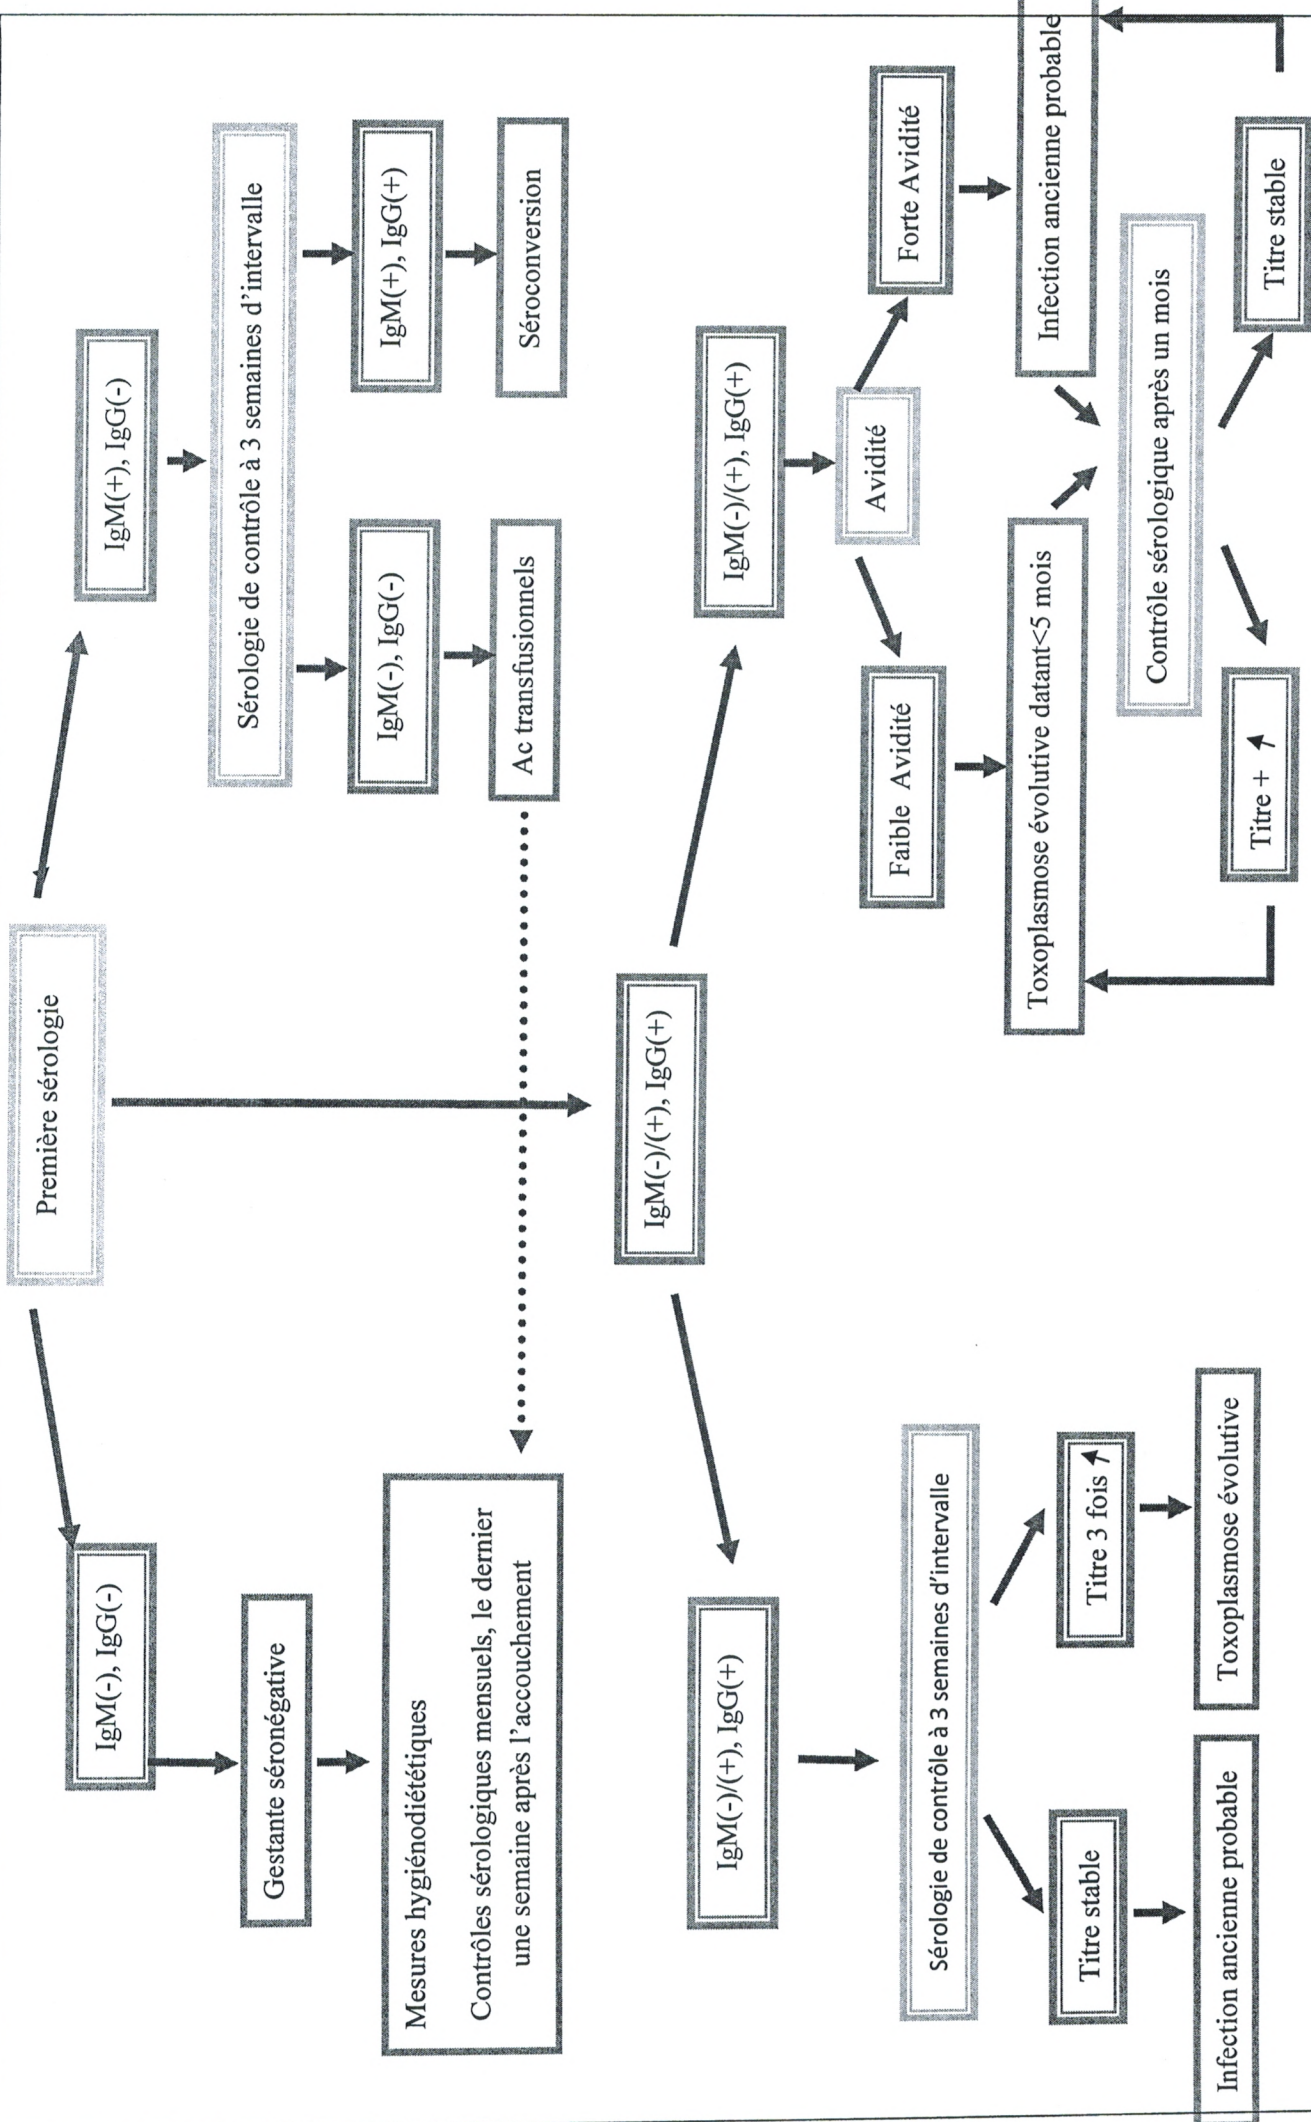 Première sérologie
IgM(-), IgG(-)
IgM(+), IgG(-)
Gestante séronégative
Sérologie de contrôle à 3 semaines d'intervalle
IgM(-), IgG(-)
IgM(+), IgG(+)
Mesures hygiénodiététiques
Contrôles sérologiques mensuels, le dernier
une semaine après l'accouchement
Ac transfusionnels
Séroconversion
IgM(-)/(+), IgG(+)
IgM(-)/(+), IgG(+)
IgM(-)/(+), IgG(+)
Sérologie de contrôle à 3 semaines d'intervalle
Avidité
Faible Avidité
Forte Avidité
Titre stable
Titre 3 fois ↗
Toxoplasmose évolutive datant<5 mois
Infection ancienne probable
Infection ancienne probable
Toxoplasmose évolutive
Contrôle sérologique après un mois
Titre + ↗
Titre stable